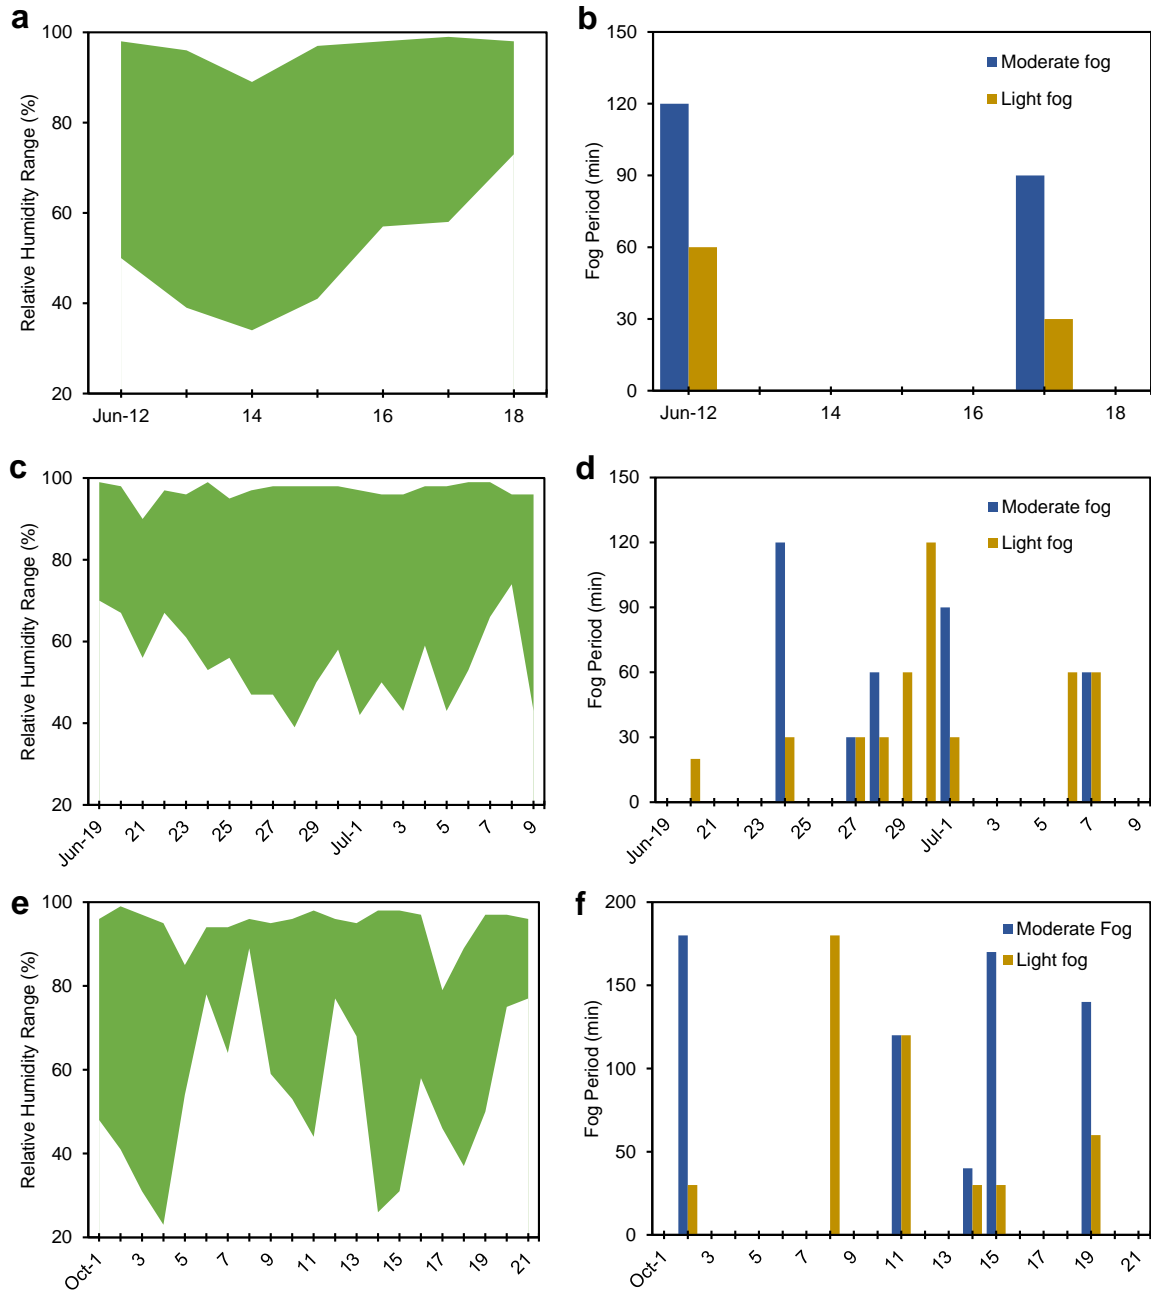 a
100
80
60
40
20
Relative Humidity Range (%)
Jun-12 14 16 18
b
150
120
90
60
30
0
Fog Period (min)
Moderate fog
Light fog
Jun-12 14 16 18
c
100
80
60
40
20
Relative Humidity Range (%)
Jun-19 21 23 25 27 29 Jul-1 3 5 7 9
d
150
120
90
60
30
0
Fog Period (min)
Moderate fog
Light fog
Jun-19 21 23 25 27 29 Jul-1 3 5 7 9
e
100
80
60
40
20
Relative Humidity Range (%)
Oct-1 3 5 7 9 11 13 15 17 19 21
f
200
150
100
50
0
Fog Period (min)
Moderate Fog
Light fog
Oct-1 3 5 7 9 11 13 15 17 19 21